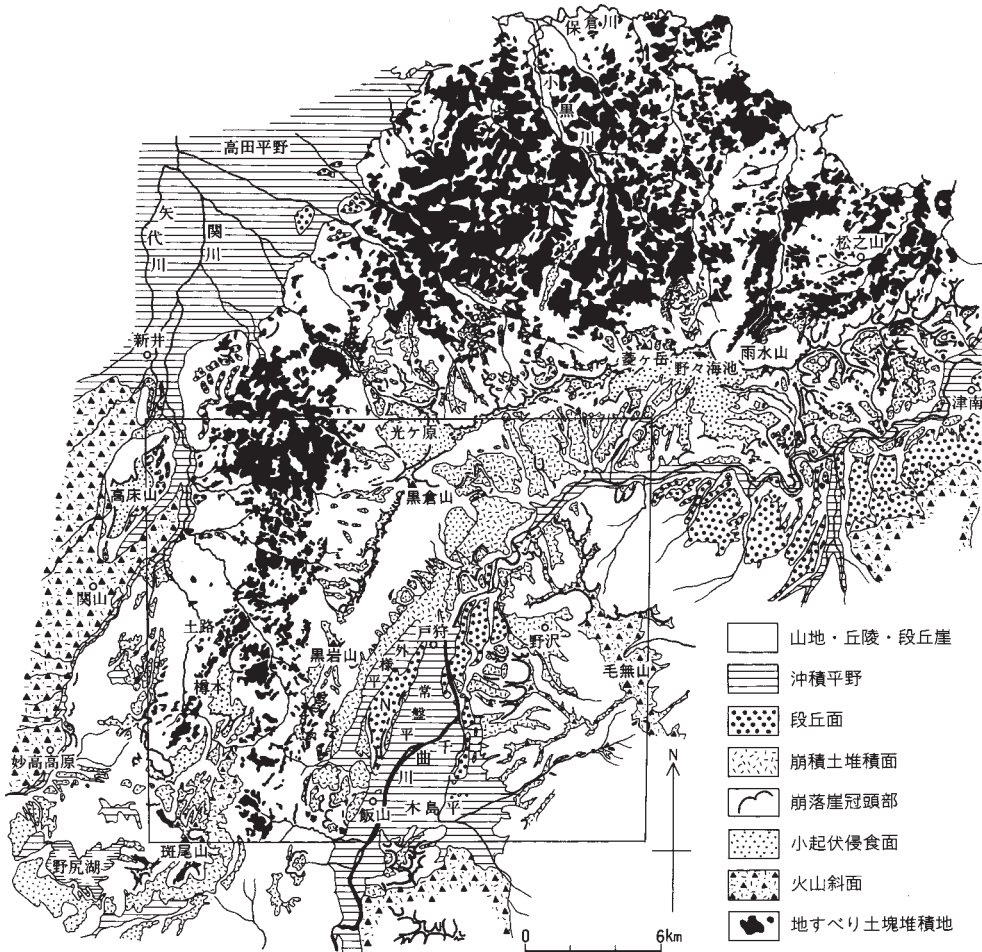 保倉川
小黒川
高田平野
矢代川
関川
松之山
新井
菱ヶ岳
野々海池
雨水山
津南
光ヶ原
高床山
黒倉山
関山
土路
戸狩
野沢
黒岩山
外様平
毛無山
樽本
N
常盤平
千曲川
妙高高原
飯山
木島平
斑尾山
野尻湖
山地・丘陵・段丘崖
沖積平野
段丘面
崩積土堆積面
崩落崖冠頭部
小起伏侵食面
火山斜面
地すべり土塊堆積地
N
0 6km